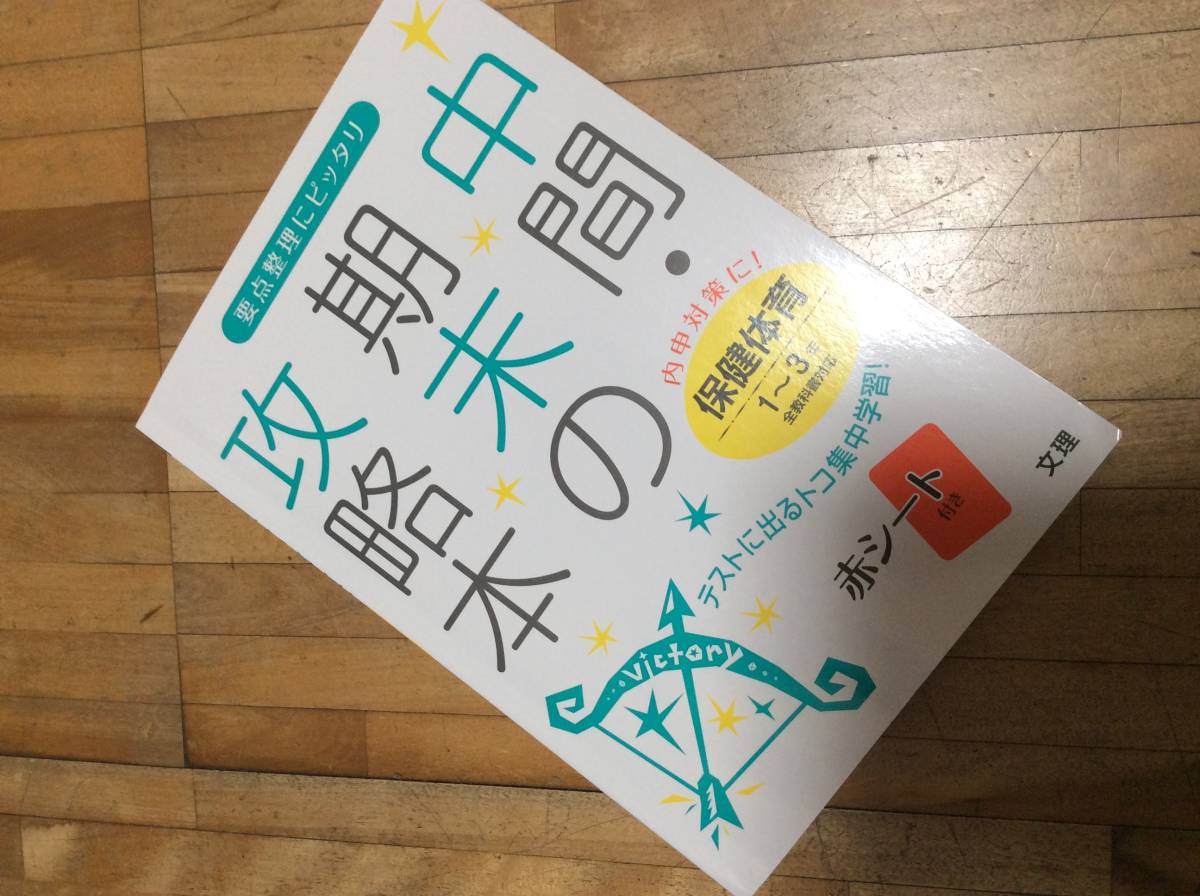 要点整理にピッタリ
中間・
期末の
攻略本
内申対策に!
保健体育
1〜3年
全教科書対応
テストに出るトコ集中学習!
赤シート
付き
Victory
文理